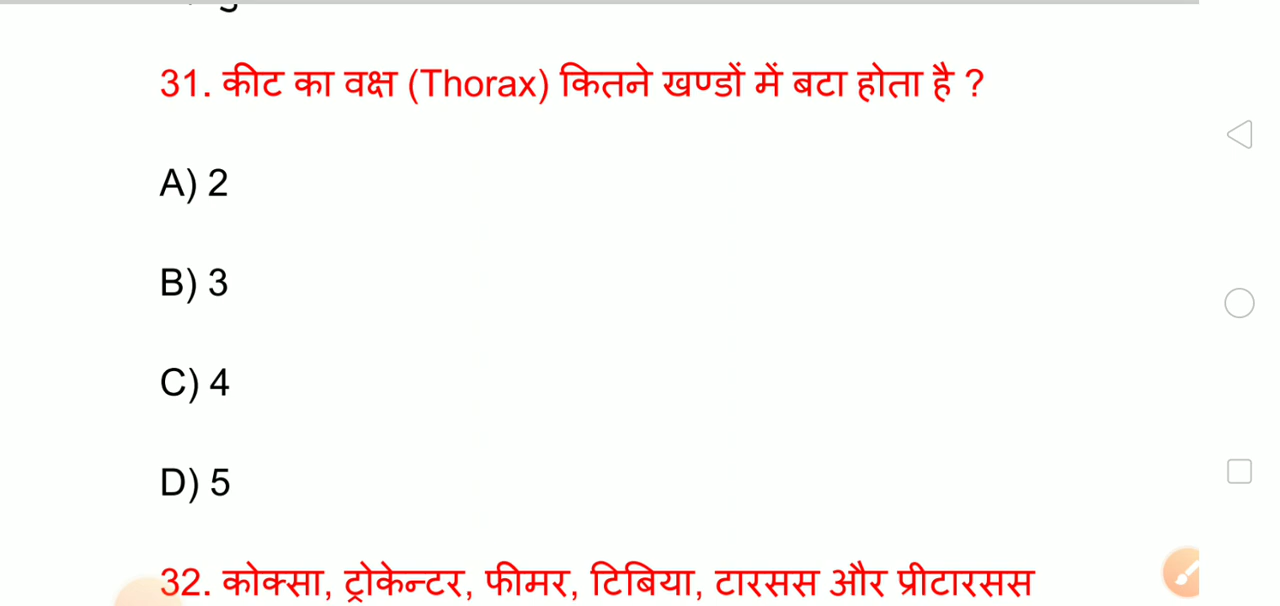 31. कीट का वक्ष (Thorax) कितने खण्डों में बटा होता है ?
A) 2
B) 3
C) 4
D) 5
32. कोक्सा, ट्रोकेन्टर, फीमर, टिबिया, टारसस और प्रीटारसस